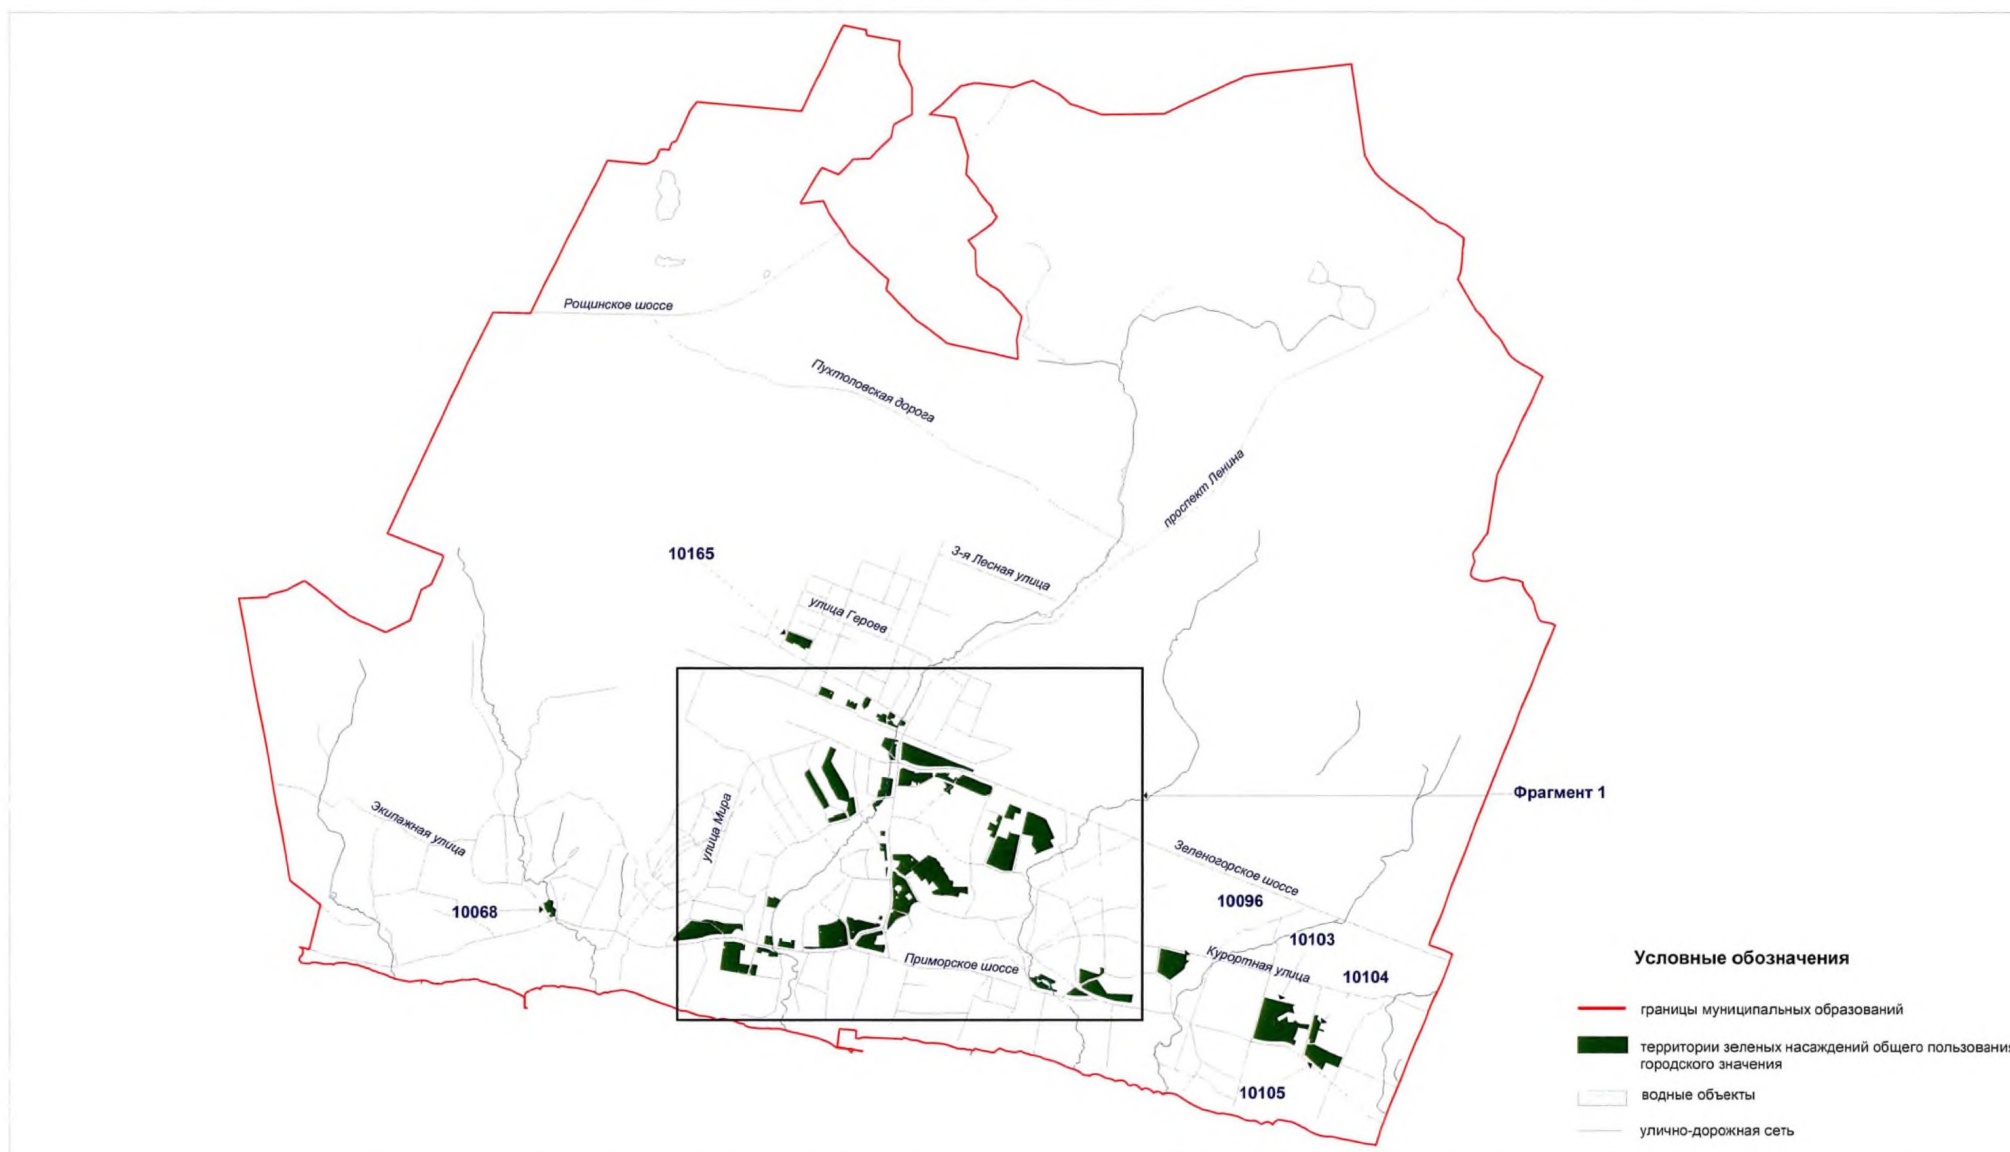 Рощинское шоссе
Пухтоловская дорога
проспект Ленина
10165
3-я Лесная улица
улица Героев
Фрагмент 1
улица Мира
Экипажная улица
Зеленогорское шоссе
10096
10068
10103
Приморское шоссе
Курортная улица
10104
10105
Условные обозначения
границы муниципальных образований
территории зеленых насаждений общего пользования
городского значения
водные объекты
улично-дорожная сеть